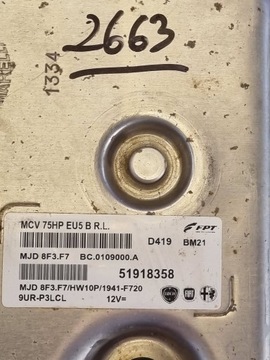 2663
1334
MCV 75HP EU5 B R.L.
FPT
D419 BM21
MJD 8F3.F7 BC.0109000.A
51918358
MJD 8F3.F7/HW10P/1941-F720
9UR-P3LCL 12V=